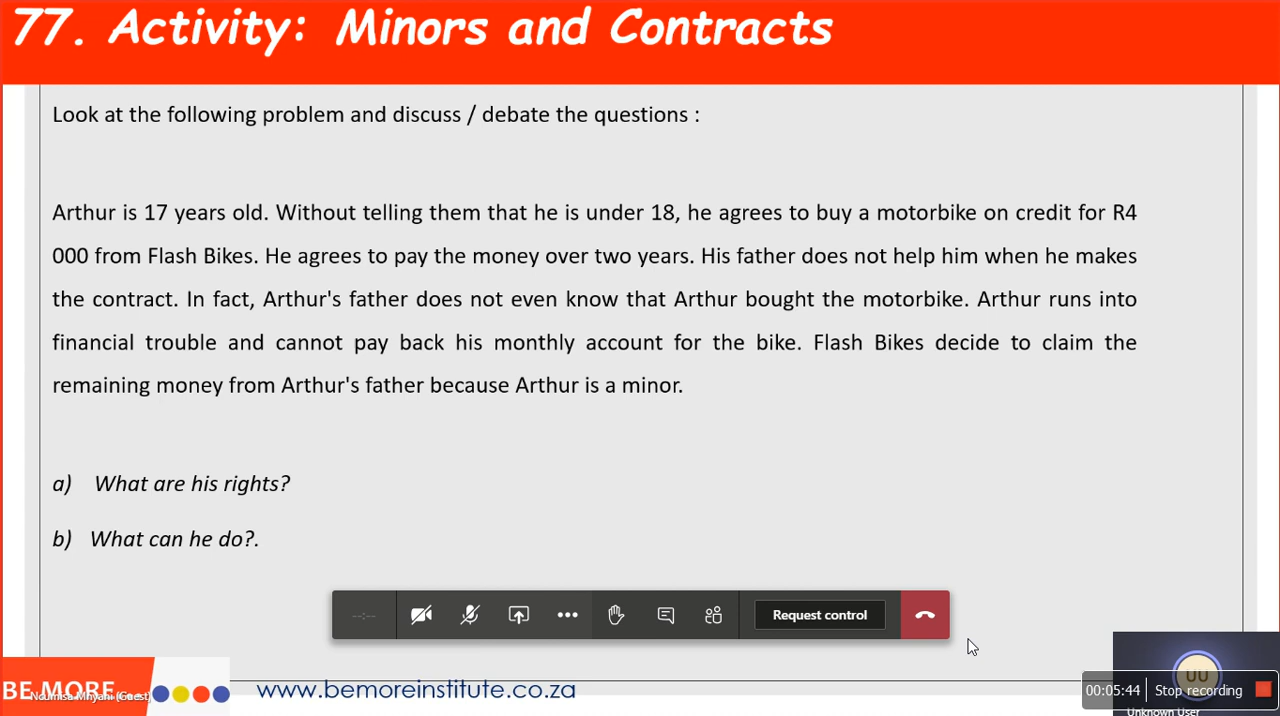 77. Activity: Minors and Contracts
Look at the following problem and discuss / debate the questions :
Arthur is 17 years old. Without telling them that he is under 18, he agrees to buy a motorbike on credit for R4
000 from Flash Bikes. He agrees to pay the money over two years. His father does not help him when he makes
the contract. In fact, Arthur's father does not even know that Arthur bought the motorbike. Arthur runs into
financial trouble and cannot pay back his monthly account for the bike. Flash Bikes decide to claim the
remaining money from Arthur's father because Arthur is a minor.
a) What are his rights?
b) What can he do?.
--:--
Request control
BE MORE
(Guest)
www.bemoreinstitute.co.za
UU
00:05:44 Stop recording
Unknown User